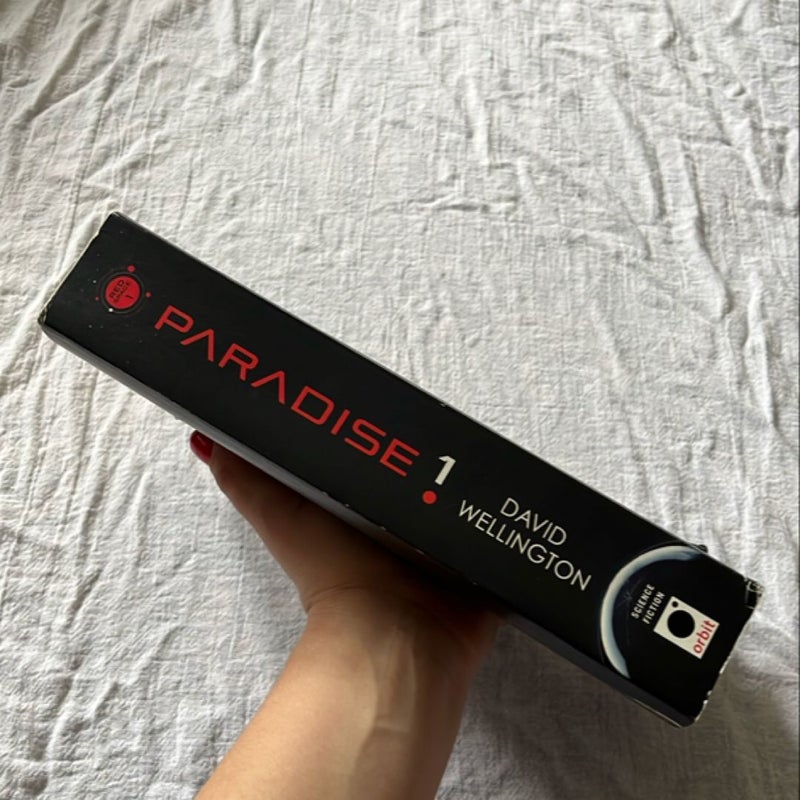 RED
SPACE
1
PARADISE
1
DAVID
WELLINGTON
SCIENCE
FICTION
orbit